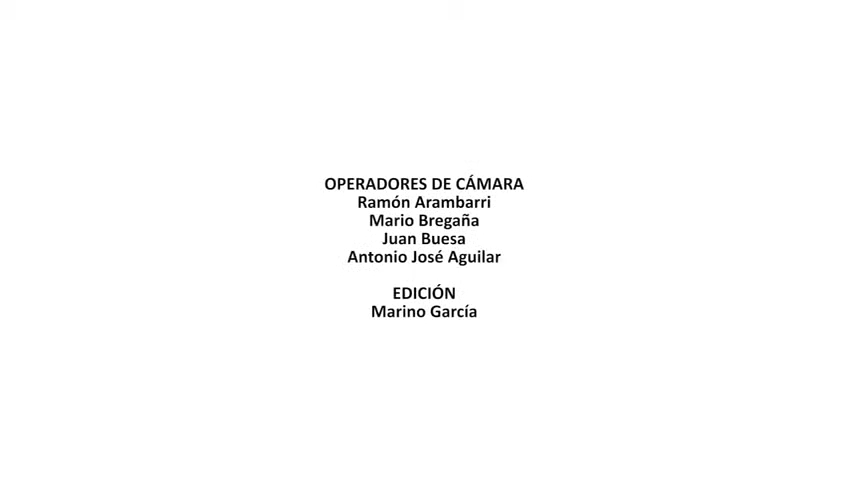 OPERADORES DE CÁMARA
Ramón Arambarri
Mario Bregaña
Juan Buesa
Antonio José Aguilar
EDICIÓN
Marino García